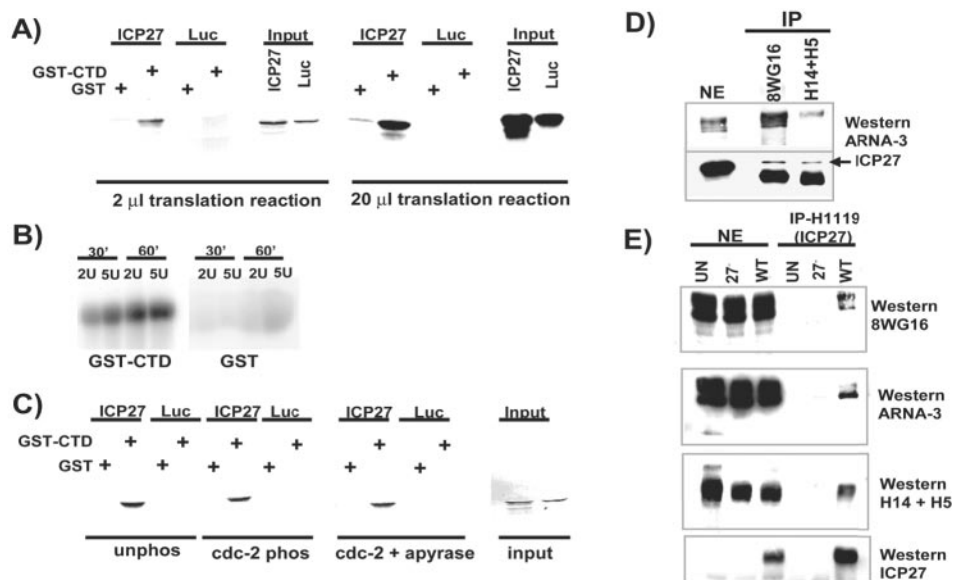 A)
ICP27 Luc Input ICP27 Luc Input
GST-CTD + + ICP27 Luc + + ICP27 Luc
GST + + + +
2 µl translation reaction 20 µl translation reaction
B)
30' 60' 30' 60'
2U 5U 2U 5U 2U 5U 2U 5U
GST-CTD GST
C)
ICP27 Luc ICP27 Luc ICP27 Luc Input
GST-CTD + + + + + +
GST + + + + + +
unphos cdc-2 phos cdc-2 + apyrase input
D)
IP
NE 8WG16 H14+H5
Western
ARNA-3
ICP27
E)
IP-H1119
NE (ICP27)
UN 27- WT UN 27- WT
Western
8WG16
Western
ARNA-3
Western
H14 + H5
Western
ICP27